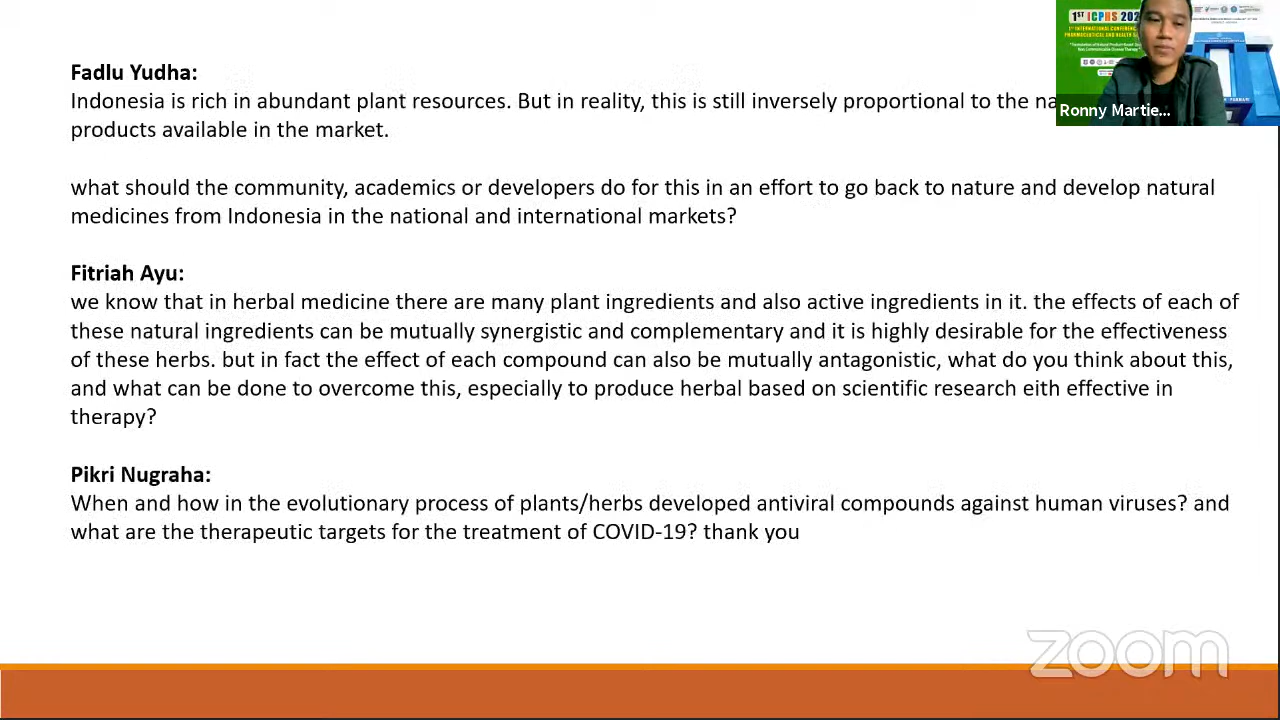 Fadlu Yudha:
Indonesia is rich in abundant plant resources. But in reality, this is still inversely proportional to the
products available in the market.
what should the community, academics or developers do for this in an effort to go back to nature and develop natural
medicines from Indonesia in the national and international markets?
Fitriah Ayu:
we know that in herbal medicine there are many plant ingredients and also active ingredients in it. the effects of each of
these natural ingredients can be mutually synergistic and complementary and it is highly desirable for the effectiveness
of these herbs. but in fact the effect of each compound can also be mutually antagonistic, what do you think about this,
and what can be done to overcome this, especially to produce herbal based on scientific research eith effective in
therapy?
Pikri Nugraha:
When and how in the evolutionary process of plants/herbs developed antiviral compounds against human viruses? and
what are the therapeutic targets for the treatment of COVID-19? thank you
1ST ICPHS
Ronny Martie...
zoom